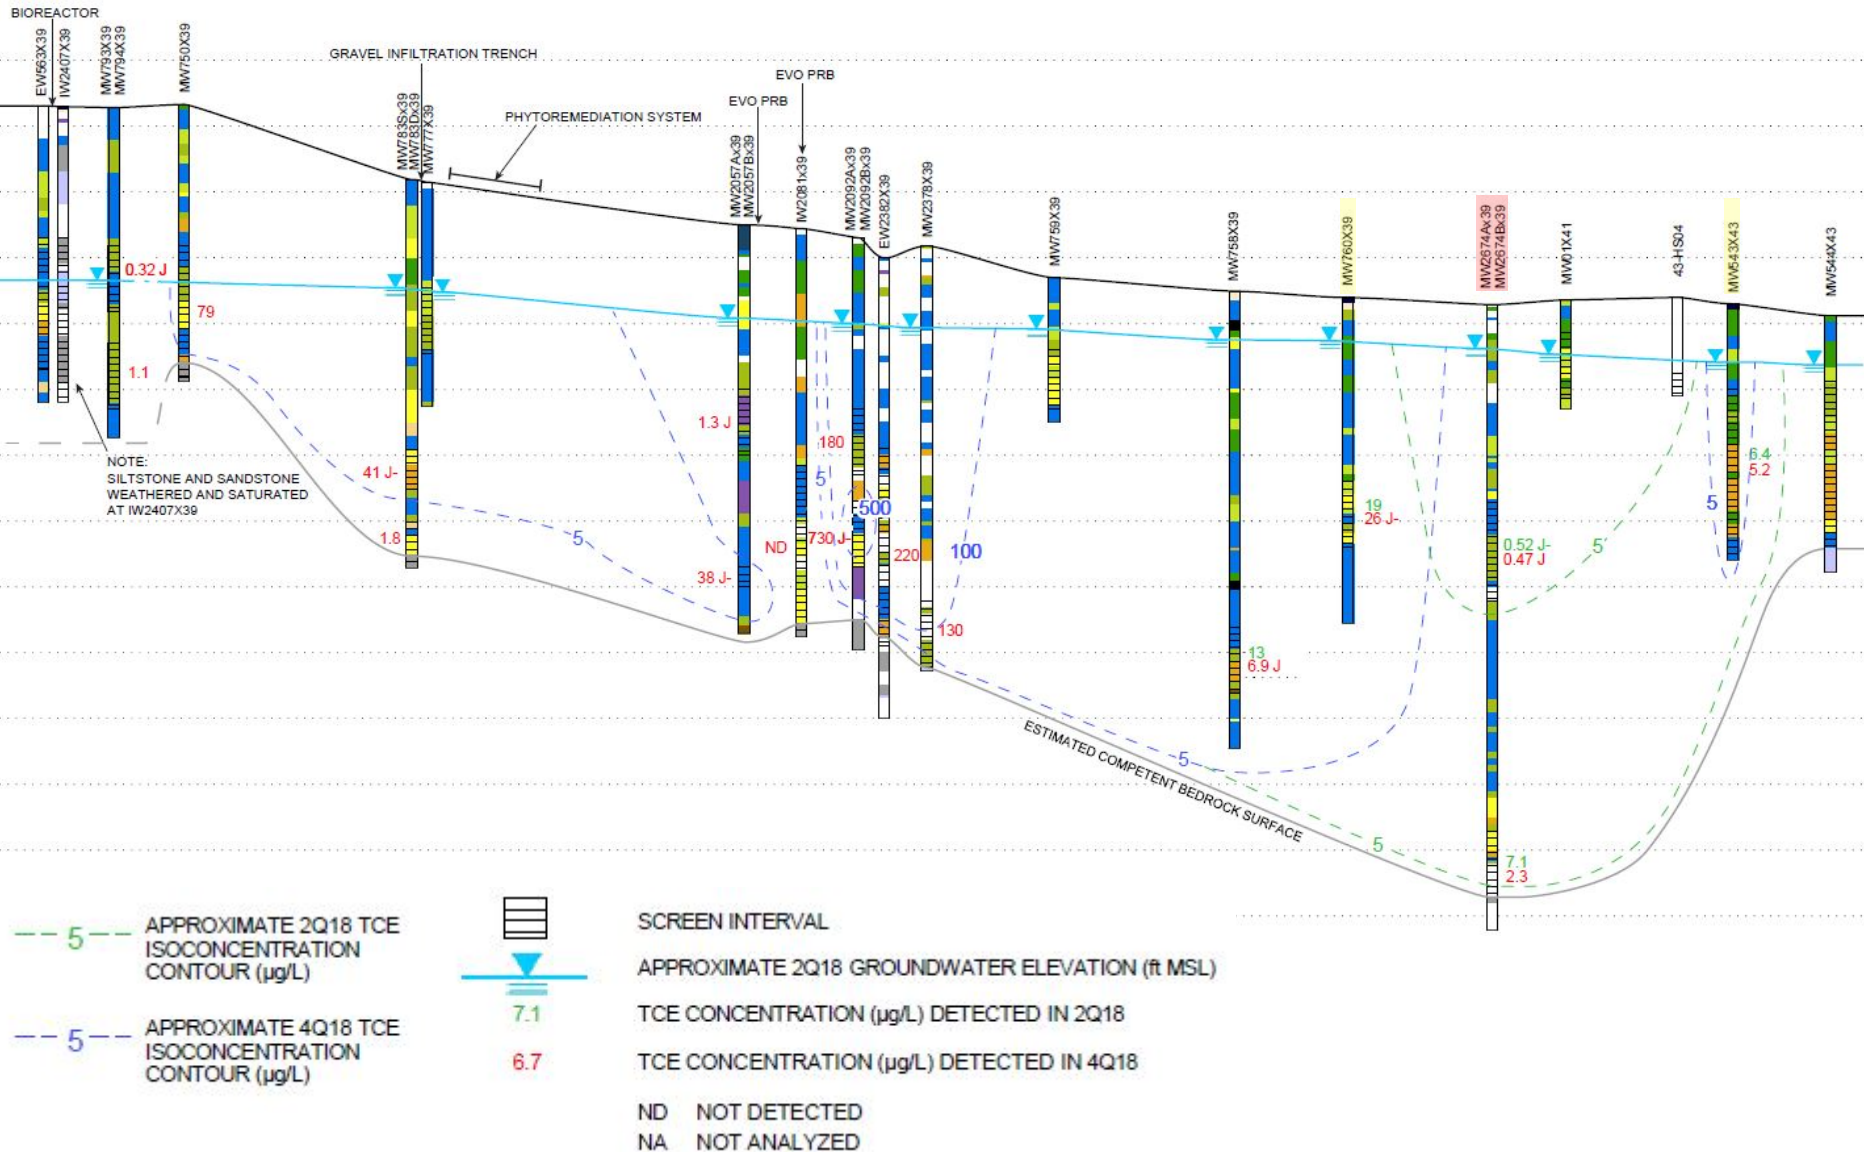 BIOREACTOR
EW563X39
IW2407X39
MW793X39
MW794X39
MW750X39
GRAVEL INFILTRATION TRENCH
MW783Sx39
MW783Dx39
MW777X39
PHYTOREMEDIATION SYSTEM
EVO PRB
EVO PRB
MW2057Ax39
MW2057Bx39
IW2081x39
MW2092Ax39
MW2092Bx39
EW2382X39
MW2378X39
MW759X39
MW758X39
MW760X39
MW2674Ax39
MW2674Bx39
MW01X41
43-HS04
MW543X43
MW544X43
0.32 J
79
1.1
NOTE:
SILTSTONE AND SANDSTONE
WEATHERED AND SATURATED
AT IW2407X39
41 J-
1.8
5
1.3 J
38 J-
ND
180
5
500
730 J-
220
100
130
13
6.9 J
19
26 J-
0.52 J-
0.47 J
5
6.4
5.2
5
5
5
7.1
2.3
ESTIMATED COMPETENT BEDROCK SURFACE
5
APPROXIMATE 2Q18 TCE
ISOCONCENTRATION
CONTOUR (µg/L)
5
APPROXIMATE 4Q18 TCE
ISOCONCENTRATION
CONTOUR (µg/L)
SCREEN INTERVAL
APPROXIMATE 2Q18 GROUNDWATER ELEVATION (ft MSL)
7.1 TCE CONCENTRATION (µg/L) DETECTED IN 2Q18
6.7 TCE CONCENTRATION (µg/L) DETECTED IN 4Q18
ND NOT DETECTED
NA NOT ANALYZED